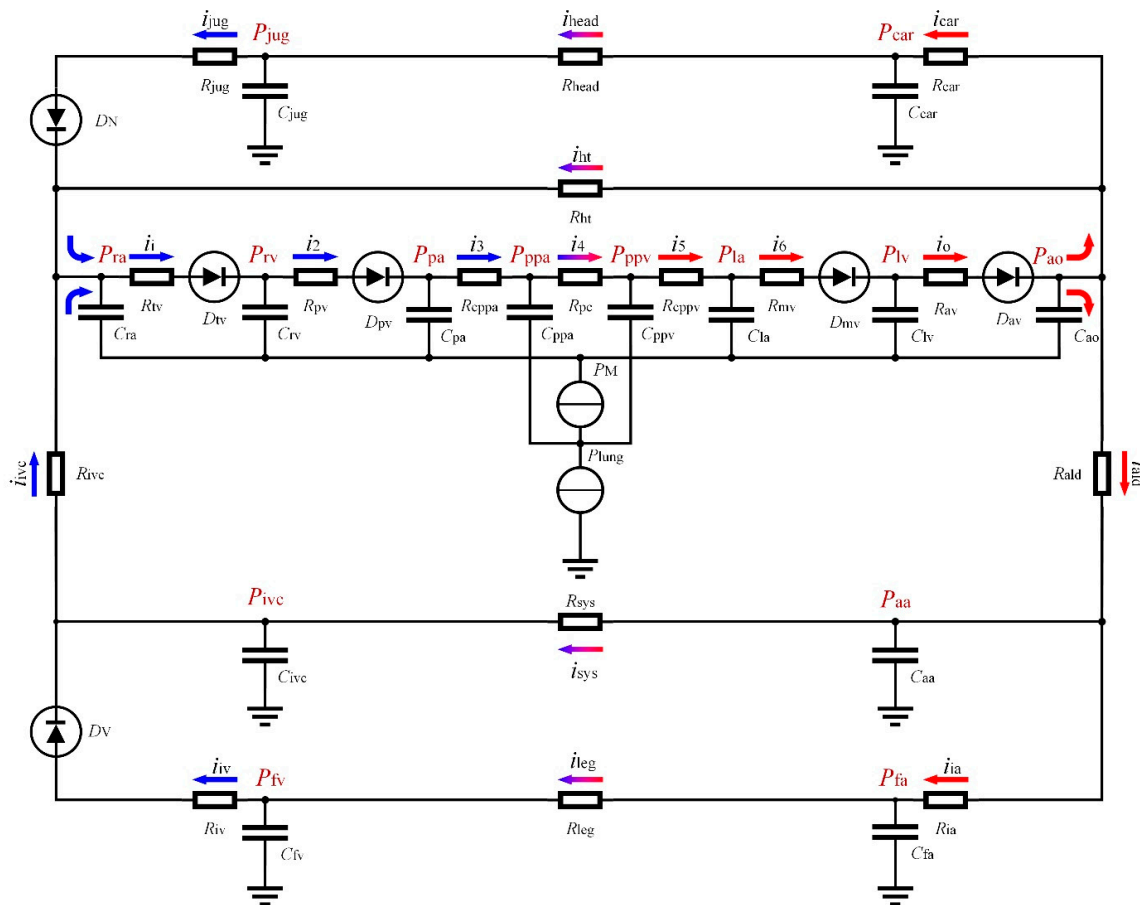 ijug Pjug ihead Pcar icar
Rjug Cjug Rhead Ccar Rcar
DN
iht
Rht
Pra i1 Prv i2 Ppa i3 Pppa i4 Pppv i5 Pla i6 Plv io Pao
Rtv Dtv Rpv Dpv Rcppa Rpc Rcppv Rmv Dmv Rav Dav
Cra Crv Cpa Cppa Cppv Cla Clv Cao
PM
Plung
iivc Rivc Rald iald
Pivc Rsys Paa
Civc isys Caa
DV
iiv Pfv ileg Pfa iia
Riv Cfv Rleg Cfa Ria